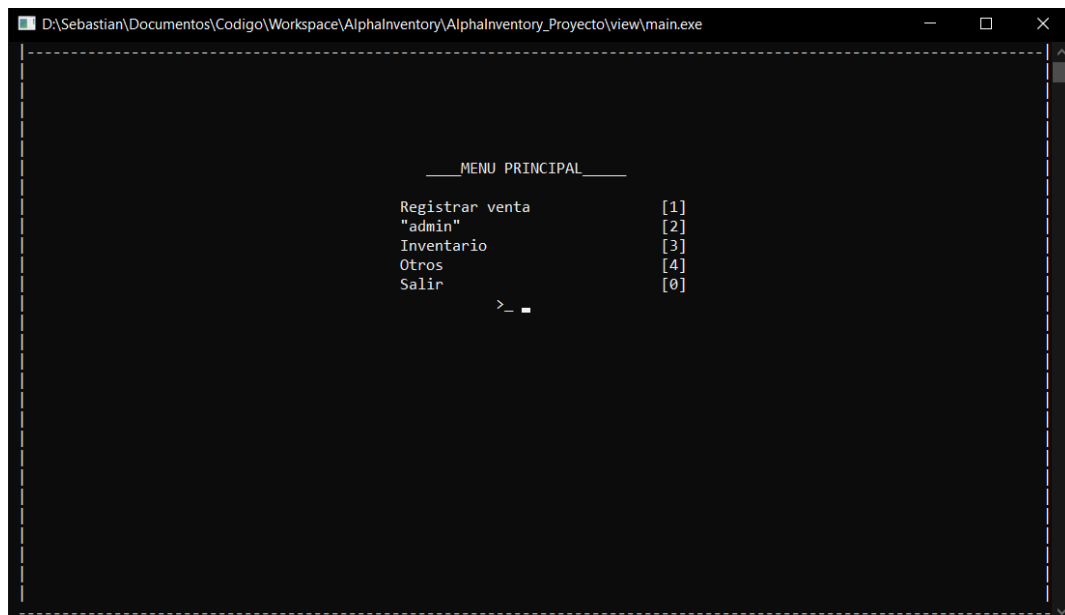 D:\Sebastian\Documentos\Codigo\Workspace\AlphaInventory\AlphaInventory_Proyecto\view\main.exe
____MENU PRINCIPAL_____
Registrar venta [1]
"admin" [2]
Inventario [3]
Otros [4]
Salir [0]
>_